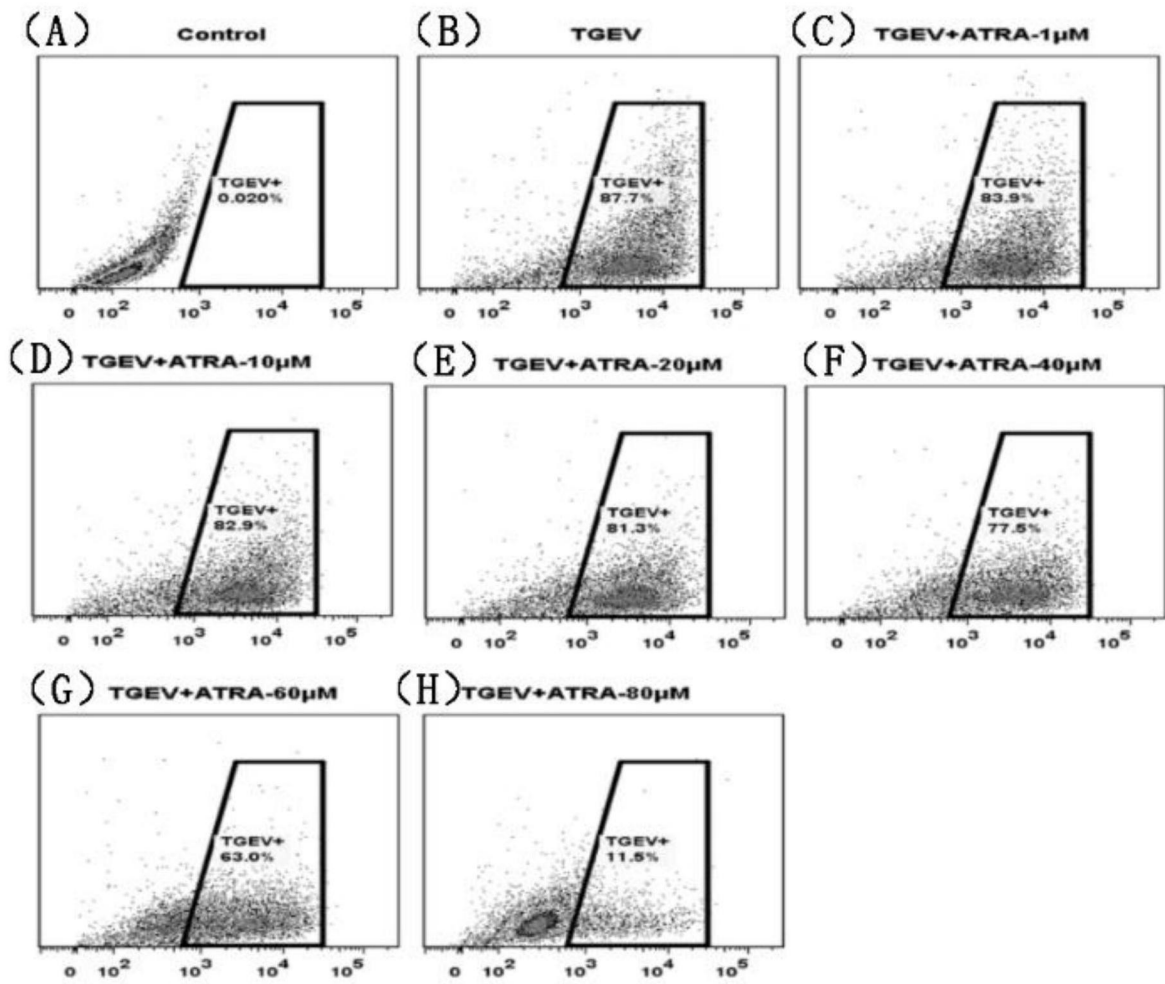 (A) Control
TGEV+
0.020%
0 10² 10³ 10⁴ 10⁵
(B) TGEV
TGEV+
87.7%
0 10² 10³ 10⁴ 10⁵
(C) TGEV+ATRA-1μM
TGEV+
83.9%
0 10² 10³ 10⁴ 10⁵
(D) TGEV+ATRA-10μM
TGEV+
82.9%
0 10² 10³ 10⁴ 10⁵
(E) TGEV+ATRA-20μM
TGEV+
81.3%
0 10² 10³ 10⁴ 10⁵
(F) TGEV+ATRA-40μM
TGEV+
77.5%
0 10² 10³ 10⁴ 10⁵
(G) TGEV+ATRA-60μM
TGEV+
63.0%
0 10² 10³ 10⁴ 10⁵
(H) TGEV+ATRA-80μM
TGEV+
11.5%
0 10² 10³ 10⁴ 10⁵